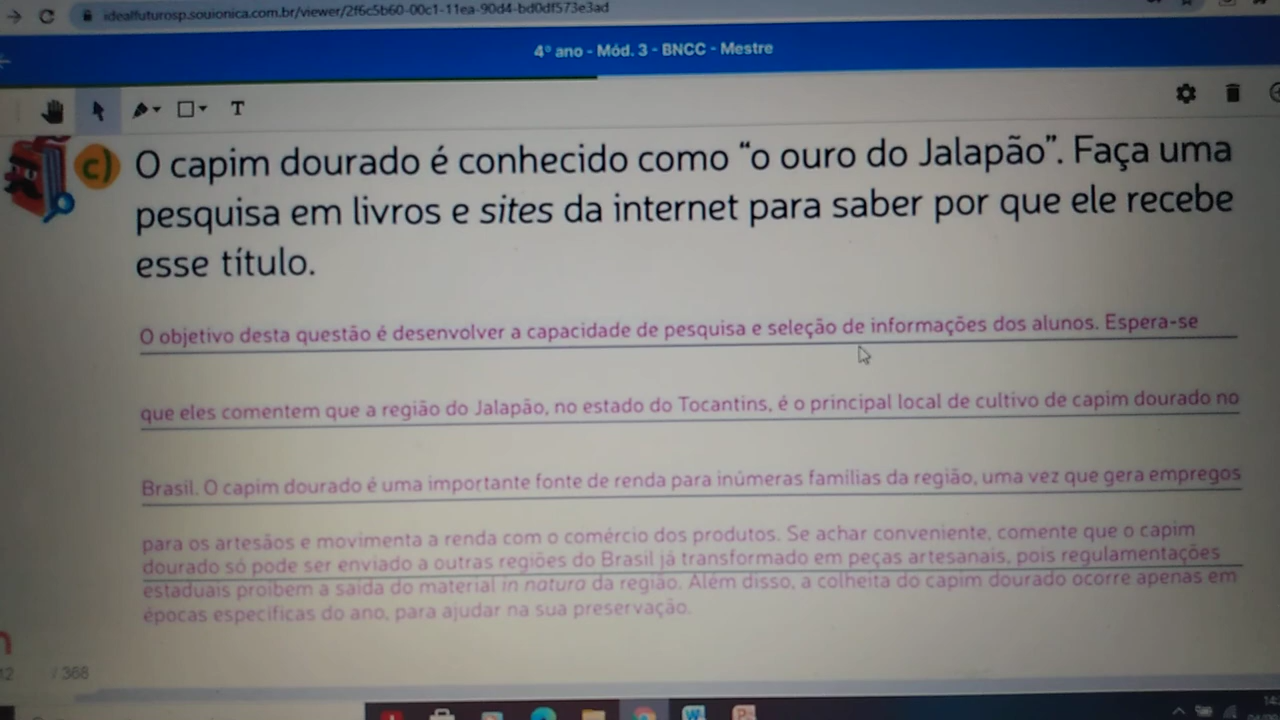 idealfuturosp.souionica.com.br/viewer/2f6c5b60-00c1-11ea-90d4-bd0df573e3ad
4º ano - Mód. 3 - BNCC - Mestre
T
c) O capim dourado é conhecido como “o ouro do Jalapão”. Faça uma
pesquisa em livros e sites da internet para saber por que ele recebe
esse título.
O objetivo desta questão é desenvolver a capacidade de pesquisa e seleção de informações dos alunos. Espera-se
que eles comentem que a região do Jalapão, no estado do Tocantins, é o principal local de cultivo de capim dourado no
Brasil. O capim dourado é uma importante fonte de renda para inúmeras famílias da região, uma vez que gera empregos
para os artesãos e movimenta a renda com o comércio dos produtos. Se achar conveniente, comente que o capim
dourado só pode ser enviado a outras regiões do Brasil já transformado em peças artesanais, pois regulamentações
estaduais proíbem a saída do material in natura da região. Além disso, a colheita do capim dourado ocorre apenas em
épocas específicas do ano, para ajudar na sua preservação.
/ 368